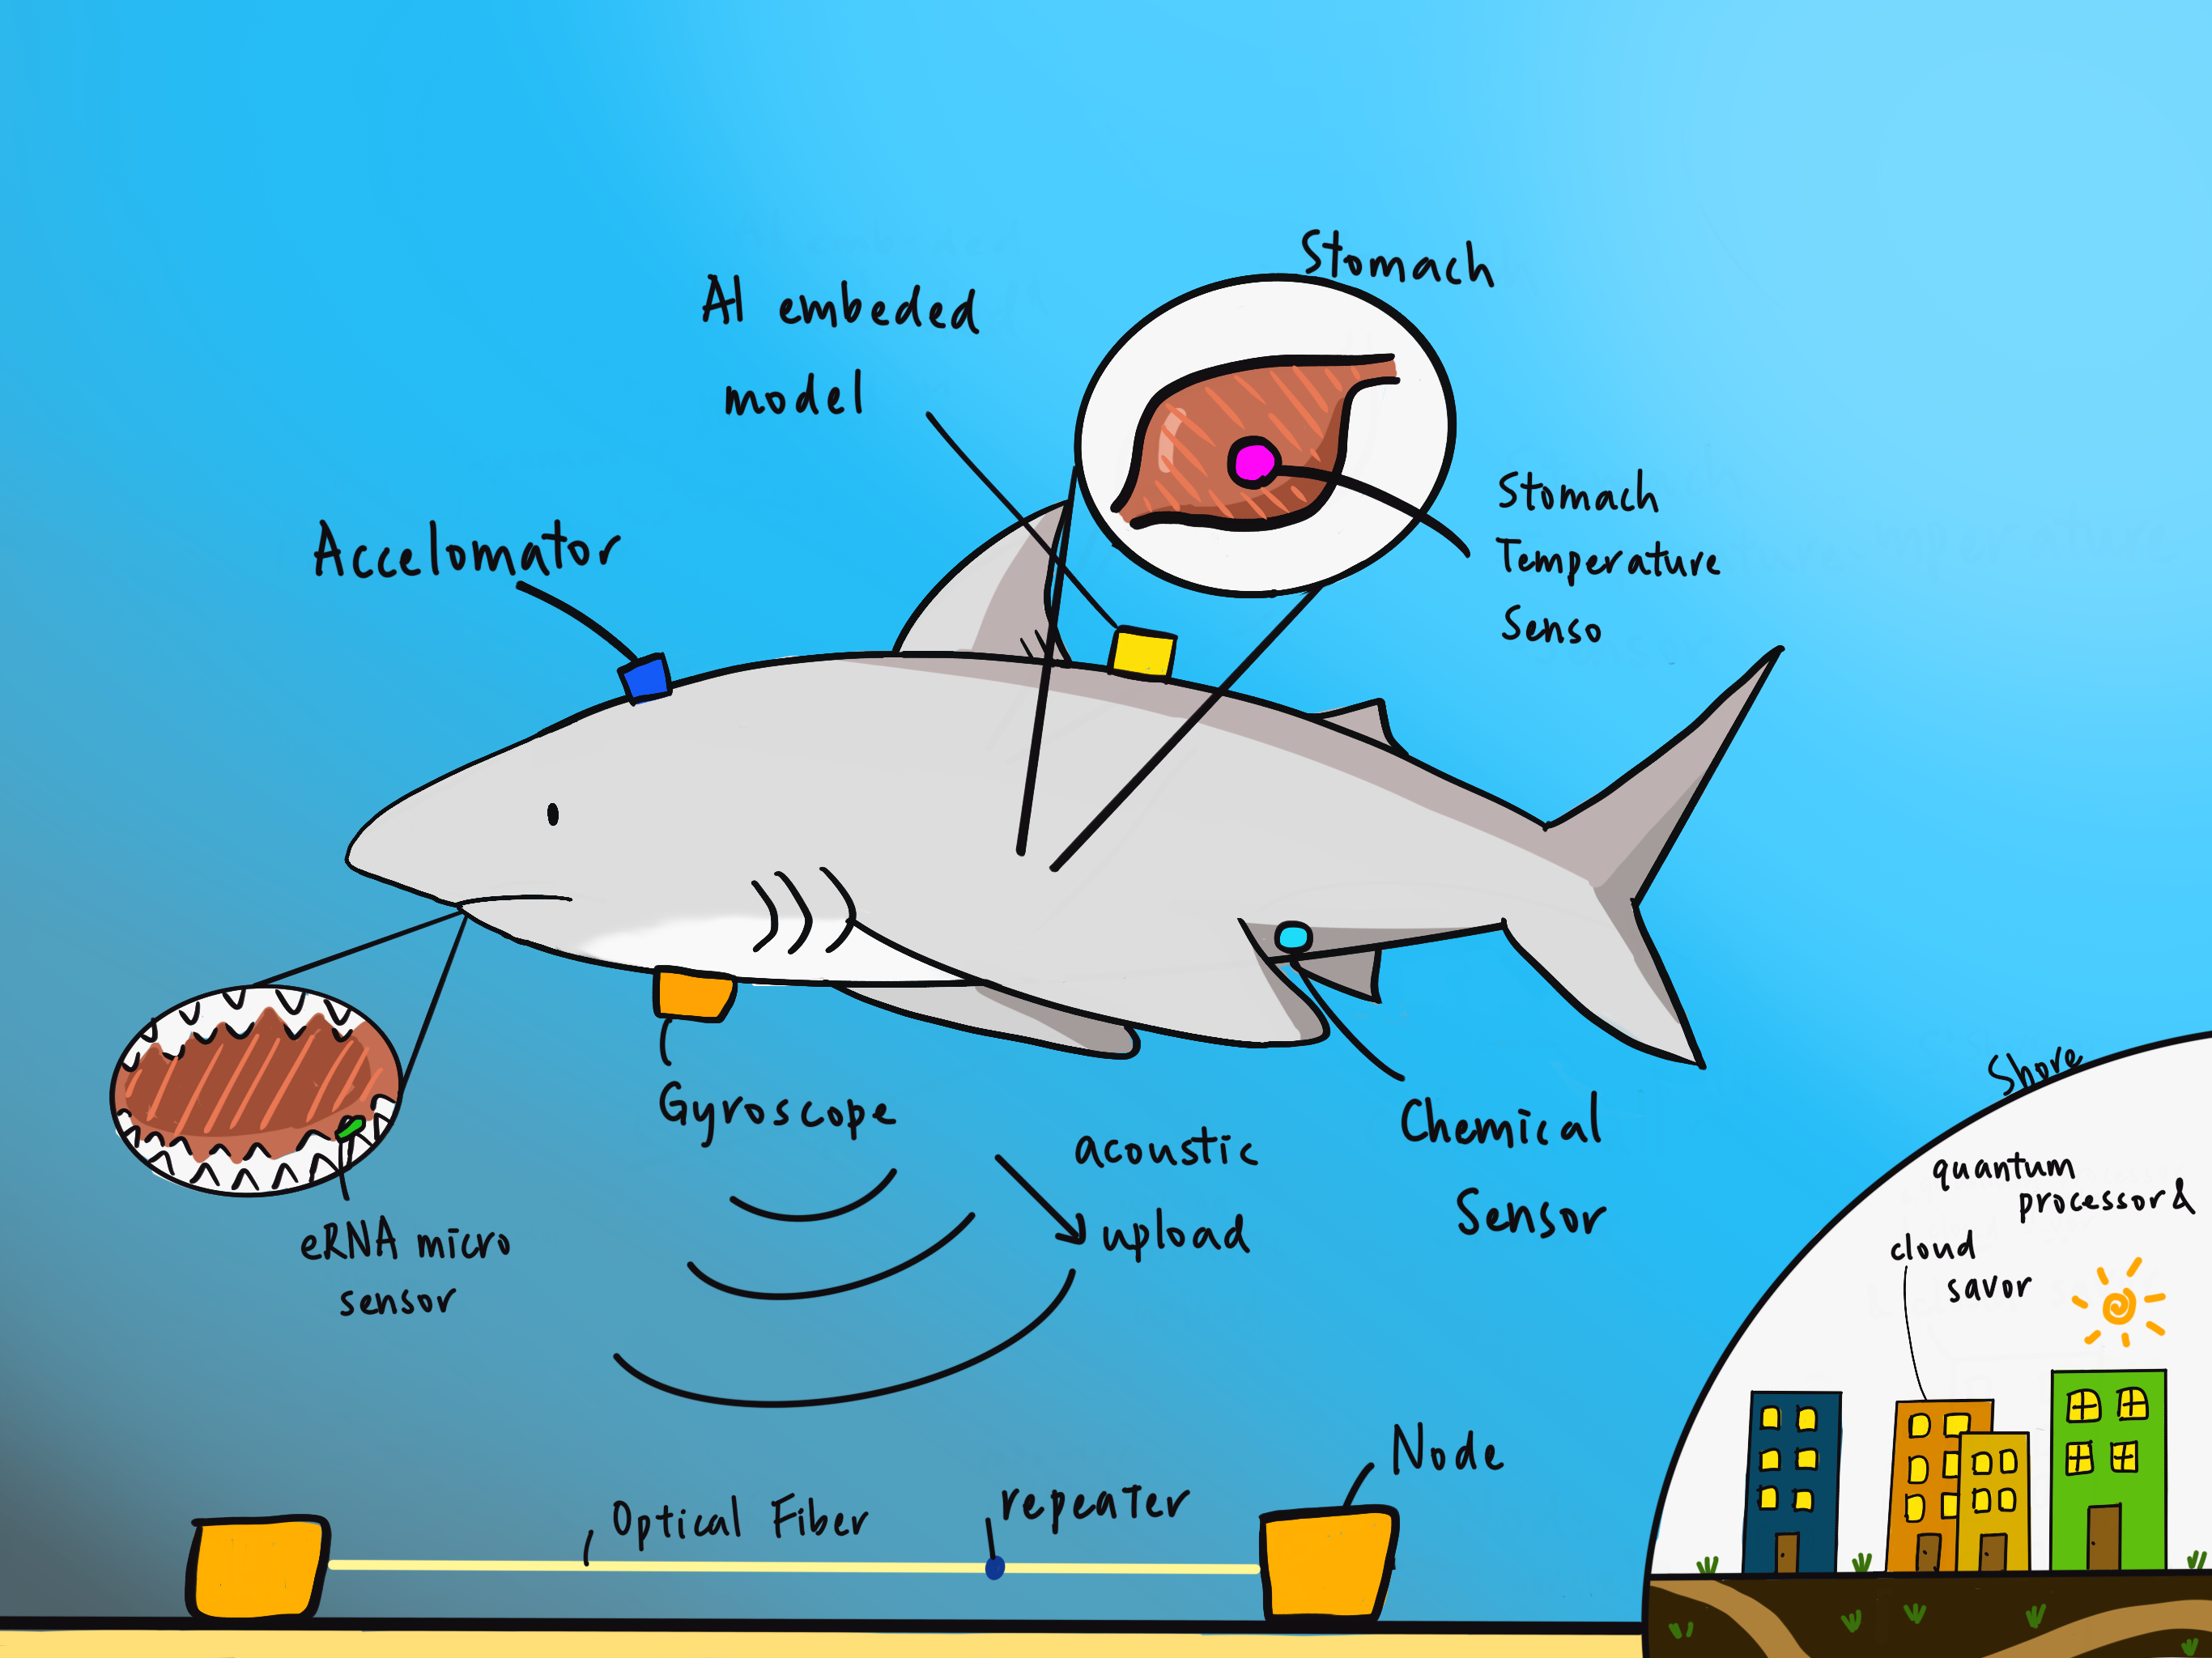 Stomach
AI embeded
model
Stomach
Temperature
Senso
Accelomator
Gyroscope
acoustic
upload
Chemical
Sensor
eRNA micro
sensor
Shore
quantum
processor &
cloud
savor
Node
repeater
Optical Fiber